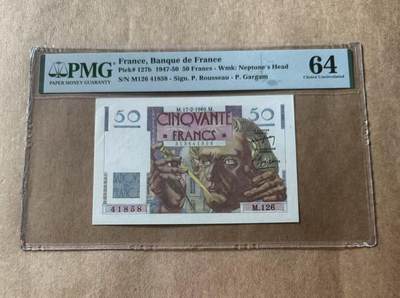 PMG
PAPER MONEY GUARANTY
France, Banque de France
Pick# 127b 1947-50 50 Francs - Wmk: Neptune's Head
S/N M126 41858 - Sign. P. Rousseau - P. Gargam
64
Choice Uncirculated
50
50
CINQVANTE
FRANCS
41858
M.126